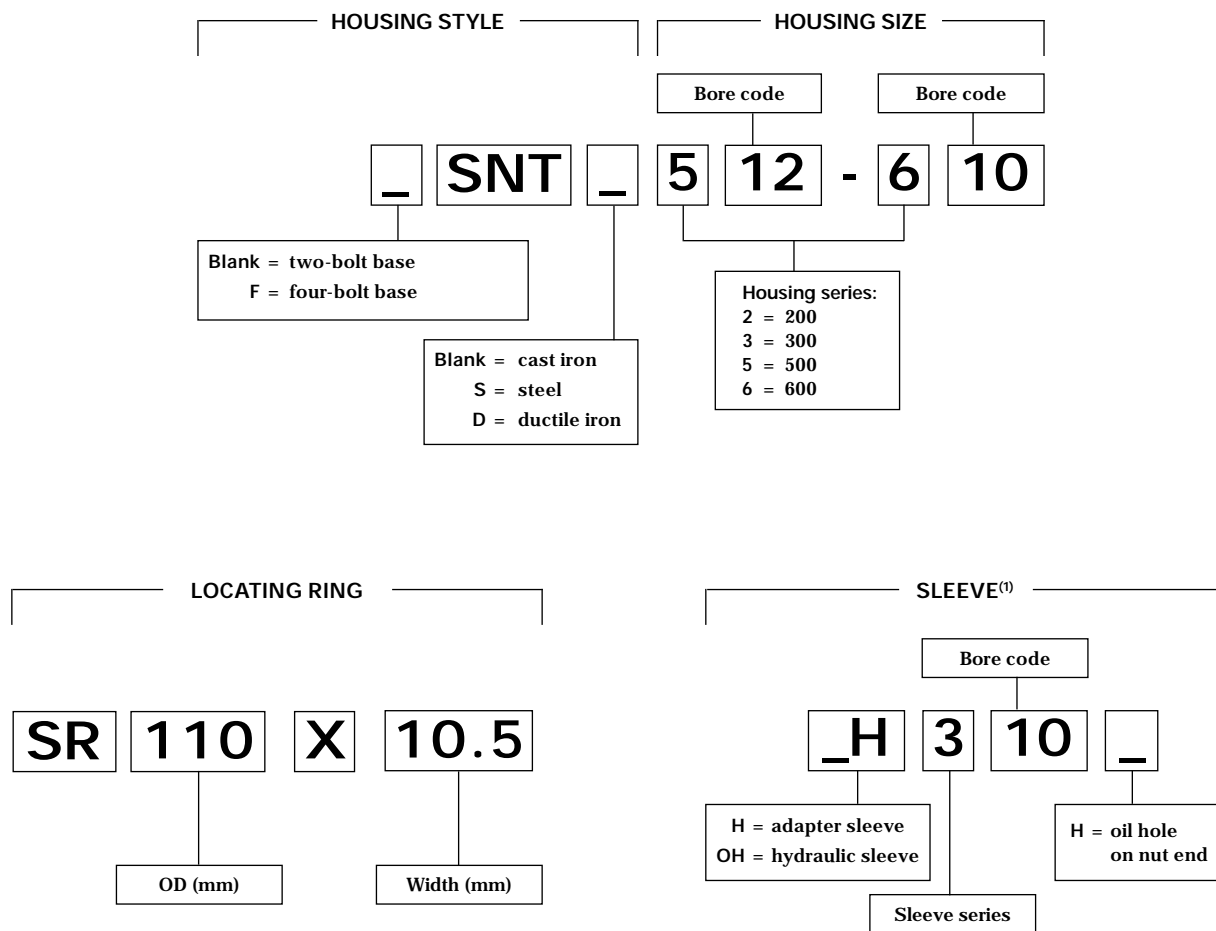 HOUSING STYLE
HOUSING SIZE
Bore code
Bore code
_ SNT _ 5 12 - 6 10
Blank = two-bolt base
F = four-bolt base
Housing series:
2 = 200
3 = 300
5 = 500
6 = 600
Blank = cast iron
S = steel
D = ductile iron
LOCATING RING
SR 110 X 10.5
OD (mm)
Width (mm)
SLEEVE(1)
Bore code
_H 3 10 _
H = adapter sleeve
OH = hydraulic sleeve
H = oil hole
on nut end
Sleeve series